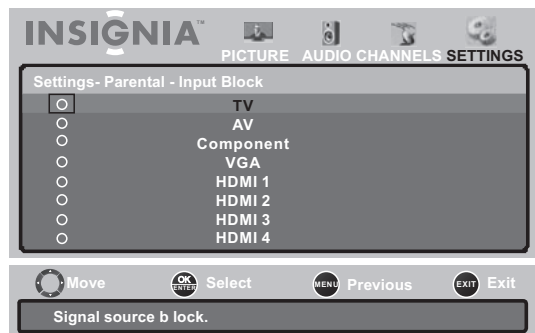 INSIGNIA™
PICTURE AUDIO CHANNELS SETTINGS
Settings- Parental - Input Block
TV
AV
Component
VGA
HDMI 1
HDMI 2
HDMI 3
HDMI 4
Move OK ENTER Select MENU Previous EXIT Exit
Signal source b lock.